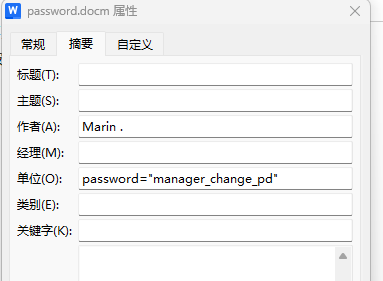 password.docm 属性
常规 摘要 自定义
标题(T):
主题(S):
作者(A): Marin .
经理(M):
单位(O): password="manager_change_pd"
类别(E):
关键字(K):